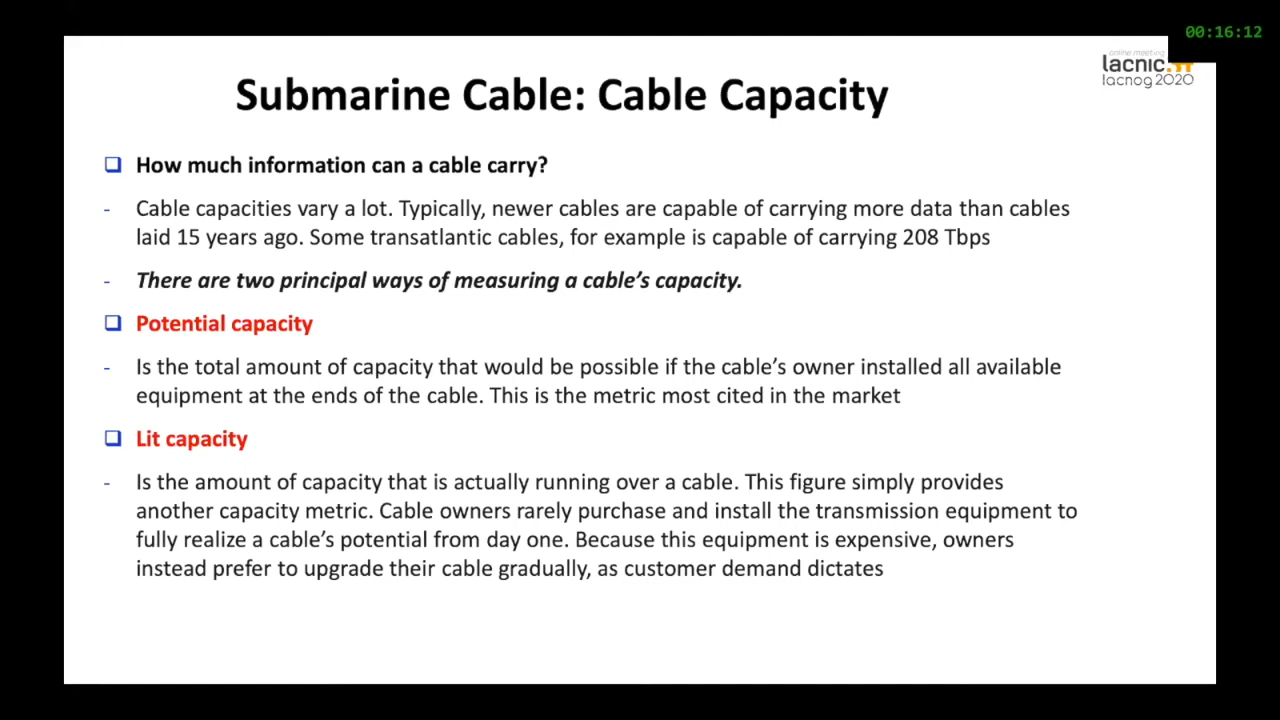 00:16:12
online meeting
lacnic
lacnog 2020
Submarine Cable: Cable Capacity
How much information can a cable carry?
- Cable capacities vary a lot. Typically, newer cables are capable of carrying more data than cables
laid 15 years ago. Some transatlantic cables, for example is capable of carrying 208 Tbps
- There are two principal ways of measuring a cable’s capacity.
Potential capacity
- Is the total amount of capacity that would be possible if the cable’s owner installed all available
equipment at the ends of the cable. This is the metric most cited in the market
Lit capacity
- Is the amount of capacity that is actually running over a cable. This figure simply provides
another capacity metric. Cable owners rarely purchase and install the transmission equipment to
fully realize a cable’s potential from day one. Because this equipment is expensive, owners
instead prefer to upgrade their cable gradually, as customer demand dictates